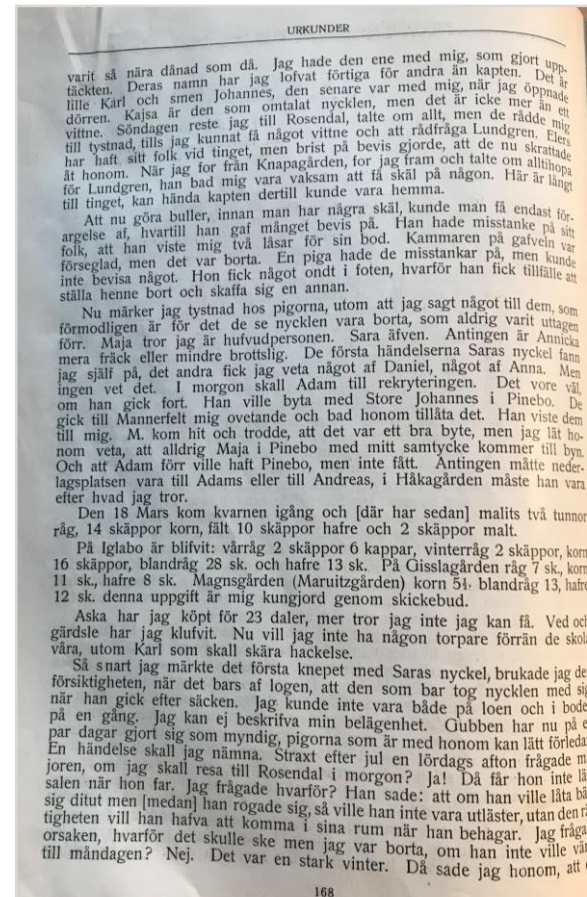 URKUNDER
varit så nära dånad som då. Jag hade den ene med mig, som gjort upp-
täckten. Deras namn har jag lofvat förtiga för andra än kapten. Det är
lille Karl och smen Johannes, den senare var med mig, när jag öppnade
dörren. Kajsa är den som omtalat nyckeln, men det är icke mer än ett
vittne. Söndagen reste jag till Rosendal, talte om allt, men de rådde mig
till tystnad, tills jag kunnat få något vittne och att rådfråga Lundgren. Elers
har haft sitt folk vid tinget, men brist på bevis gjorde, att de nu skrattade
åt honom. När jag for från Knapagården, for jag fram och talte om alltihopa
för Lundgren, han bad mig vara vaksam att få skäl på någon. Här är långt
till tinget, kan hända kapten dertill kunde vara hemma.
Att nu göra buller, innan man har några skäl, kunde man få endast för-
argelse af, hvartill han gaf månget bevis på. Han hade misstanke på sitt
folk, att han viste mig två låsar för sin bod. Kammaren på gafveln var
förseglad, men det var borta. En piga hade de misstankar på, men kunde
inte bevisa något. Hon fick något ondt i foten, hvarför han fick tillfälle att
ställa henne bort och skaffa sig en annan.
Nu märker jag tystnad hos pigorna, utom att jag sagt något till dem, som
förmodligen är för det de se nycklen vara borta, som aldrig varit uttagen
förr. Maja tror jag är hufvudpersonen. Sara äfven. Antingen är Annicka
mera fräck eller mindre brottslig. De första händelserna Saras nyckel fann
jag själf på, det andra fick jag veta något af Daniel, något af Anna. Men
ingen vet det. I morgon skall Adam till rekryteringen. Det vore väl,
om han gick fort. Han ville byta med Store Johannes i Pinebo. De
gick till Mannerfelt mig ovetande och bad honom tillåta det. Han viste dem
till mig. M. kom hit och trodde, att det var ett bra byte, men jag lät ho-
nom veta, att alldrig Maja i Pinebo med mitt samtycke kommer till byn.
Och att Adam förr ville haft Pinebo, men inte fått. Antingen måtte neder-
lagsplatsen vara till Adams eller till Andreas, i Håkagården måste han vara
efter hvad jag tror.
Den 18 Mars kom kvarnen igång och [där har sedan] malits två tunnor
råg, 14 skäppor korn, fält 10 skäppor hafre och 2 skäppor malt.
På Iglabo är blifvit: vårråg 2 skäppor 6 kappar, vinterråg 2 skäppor, korn
16 skäppor, blandråg 28 sk. och hafre 13 sk. På Gisslagården råg 7 sk., korn
11 sk., hafre 8 sk. Magnsgården (Maruitzgården) korn 5½, blandråg 13, hafre
12 sk. denna uppgift är mig kungjord genom skickebud.
Aska har jag köpt för 23 daler, mer tror jag inte jag kan få. Ved och
gärdsle har jag klufvit. Nu vill jag inte ha någon torpare förrän de skola
våra, utom Karl som skall skära hackelse.
Så snart jag märkte det första knepet med Saras nyckel, brukade jag de
försiktigheten, när det bars af logen, att den som bar tog nycklen med sig
när han gick efter säcken. Jag kunde inte vara både på loen och i bode
på en gång. Jag kan ej beskrifva min belägenhet. Gubben har nu på e
par dagar gjort sig som myndig, pigorna som är med honom kan lätt förleda
En händelse skall jag nämna. Straxt efter jul en lördags afton frågade m
joren, om jag skall resa till Rosendal i morgon? Ja! Då får hon inte lå
salen när hon far. Jag frågade hvarför? Han sade: att om han ville låta bä
sig ditut men [medan] han rogade sig, så ville han inte vara utläster, utan den rä
tigheten vill han hafva att komma i sina rum när han behagar. Jag fråga
orsaken, hvarför det skulle ske men jag var borta, om han inte ville vän
till måndagen? Nej. Det var en stark vinter. Då sade jag honom, att
168